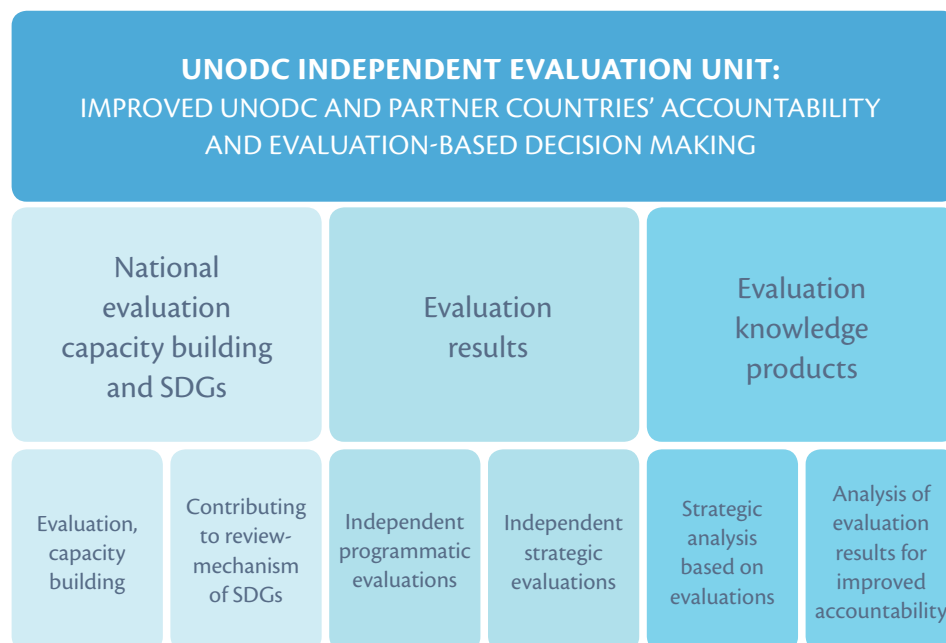 UNODC INDEPENDENT EVALUATION UNIT:
IMPROVED UNODC AND PARTNER COUNTRIES’ ACCOUNTABILITY
AND EVALUATION-BASED DECISION MAKING
National
evaluation
capacity building
and SDGs
Evaluation
results
Evaluation
knowledge
products
Evaluation,
capacity
building
Contributing
to review-
mechanism
of SDGs
Independent
programmatic
evaluations
Independent
strategic
evaluations
Strategic
analysis
based on
evaluations
Analysis of
evaluation
results for
improved
accountability